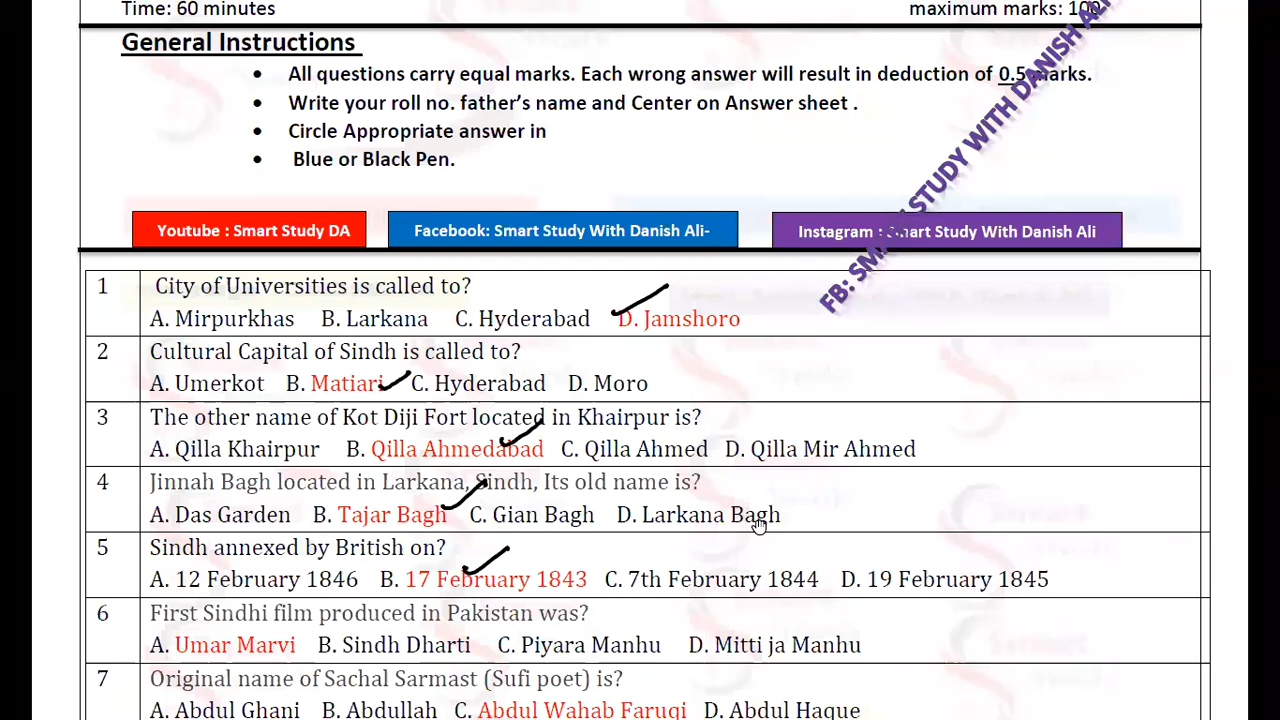 Time: 60 minutes maximum marks: 100
General Instructions
• All questions carry equal marks. Each wrong answer will result in deduction of 0.5 marks.
• Write your roll no. father's name and Center on Answer sheet .
• Circle Appropriate answer in
• Blue or Black Pen.
FB: SMART STUDY WITH DANISH ALI
Youtube : Smart Study DA Facebook: Smart Study With Danish Ali- Instagram : Smart Study With Danish Ali
1 City of Universities is called to?
A. Mirpurkhas B. Larkana C. Hyderabad D. Jamshoro
2 Cultural Capital of Sindh is called to?
A. Umerkot B. Matiari C. Hyderabad D. Moro
3 The other name of Kot Diji Fort located in Khairpur is?
A. Qilla Khairpur B. Qilla Ahmedabad C. Qilla Ahmed D. Qilla Mir Ahmed
4 Jinnah Bagh located in Larkana, Sindh, Its old name is?
A. Das Garden B. Tajar Bagh C. Gian Bagh D. Larkana Bagh
5 Sindh annexed by British on?
A. 12 February 1846 B. 17 February 1843 C. 7th February 1844 D. 19 February 1845
6 First Sindhi film produced in Pakistan was?
A. Umar Marvi B. Sindh Dharti C. Piyara Manhu D. Mitti ja Manhu
7 Original name of Sachal Sarmast (Sufi poet) is?
A. Abdul Ghani B. Abdullah C. Abdul Wahab Faruqi D. Abdul Haque